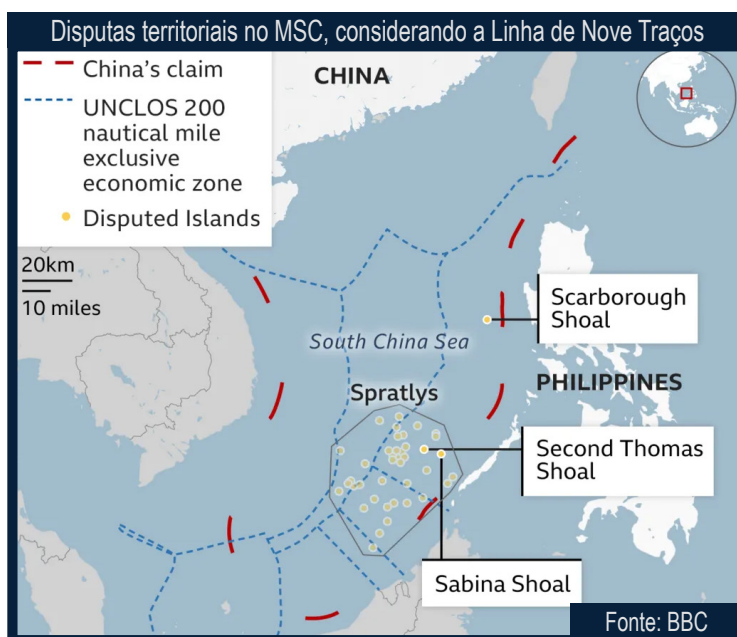 Disputas territoriais no MSC, considerando a Linha de Nove Traços
China's claim
UNCLOS 200
nautical mile
exclusive
economic zone
Disputed Islands
20km
10 miles
CHINA
South China Sea
Spratlys
Scarborough
Shoal
PHILIPPINES
Second Thomas
Shoal
Sabina Shoal
Fonte: BBC